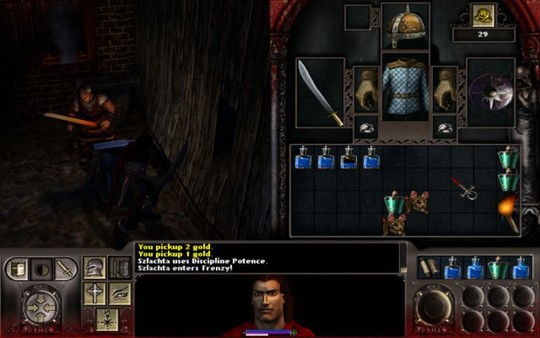 29
You pickup 2 gold.
You pickup 1 gold.
Szlachta uses Discipline Potence.
Szlachta enters Frenzy!